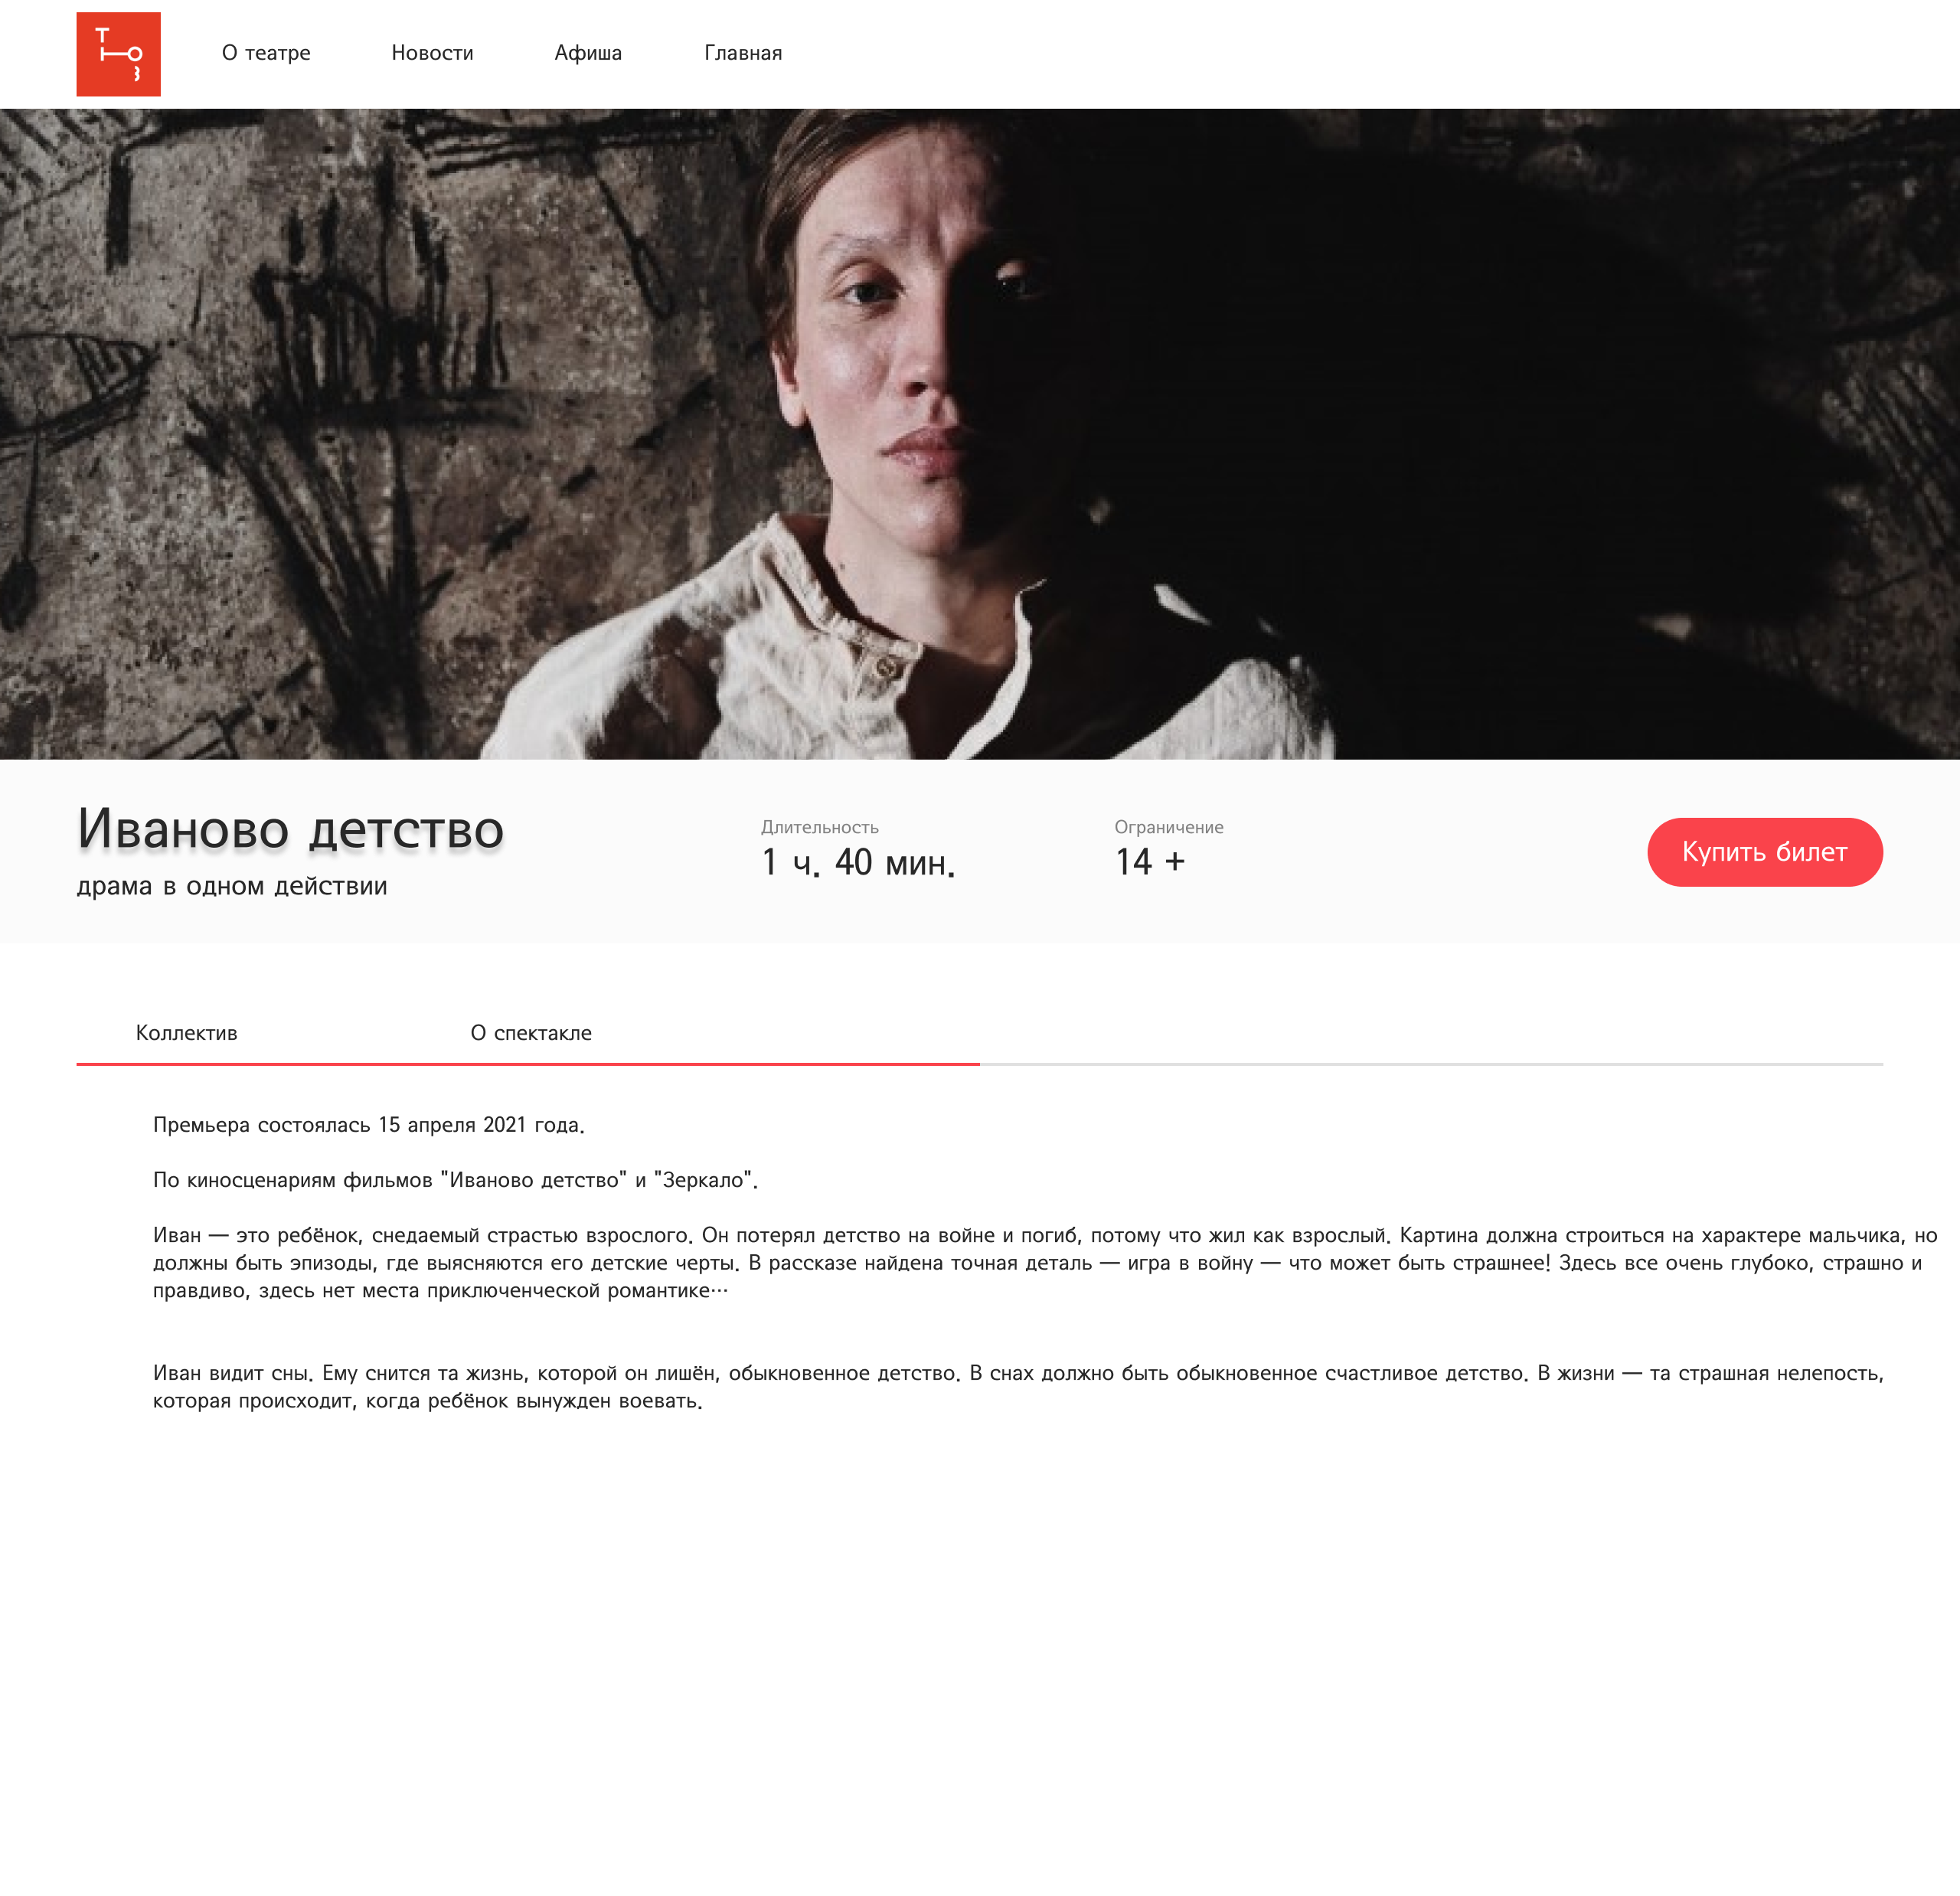 Т Ю З
О театре Новости Афиша Главная
Иваново детство
драма в одном действии
Длительность
1 ч. 40 мин.
Ограничение
14 +
Купить билет
Коллектив О спектакле
Премьера состоялась 15 апреля 2021 года.
По киносценариям фильмов "Иваново детство" и "Зеркало".
Иван — это ребёнок, снедаемый страстью взрослого. Он потерял детство на войне и погиб, потому что жил как взрослый. Картина должна строиться на характере мальчика, но
должны быть эпизоды, где выясняются его детские черты. В рассказе найдена точная деталь — игра в войну — что может быть страшнее! Здесь все очень глубоко, страшно и
правдиво, здесь нет места приключенческой романтике…
Иван видит сны. Ему снится та жизнь, которой он лишён, обыкновенное детство. В снах должно быть обыкновенное счастливое детство. В жизни — та страшная нелепость,
которая происходит, когда ребёнок вынужден воевать.